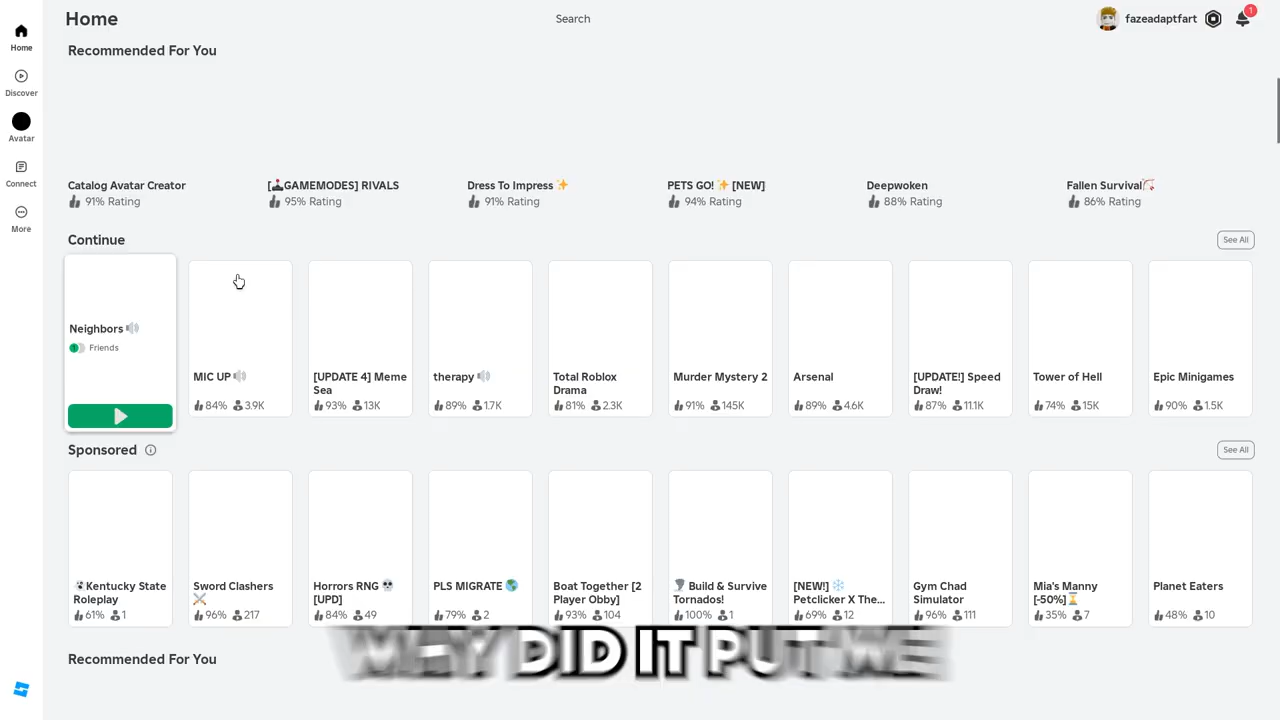 Home
Search
fazeadaptfart
1
Home
Discover
Avatar
Connect
More
Recommended For You
Catalog Avatar Creator
91% Rating
[🕹️GAMEMODES] RIVALS
95% Rating
Dress To Impress ✨
91% Rating
PETS GO! ✨ [NEW]
94% Rating
Deepwoken
88% Rating
Fallen Survival🏹
86% Rating
Continue
See All
Neighbors 🔊
Friends
MIC UP 🔊
84% 3.9K
[UPDATE 4] Meme
Sea
93% 13K
therapy 🔊
89% 1.7K
Total Roblox
Drama
81% 2.3K
Murder Mystery 2
91% 145K
Arsenal
89% 4.6K
[UPDATE!] Speed
Draw!
87% 11.1K
Tower of Hell
74% 15K
Epic Minigames
90% 1.5K
Sponsored
See All
Kentucky State
Roleplay
61% 1
Sword Clashers
⚔️
96% 217
Horrors RNG 💀
[UPD]
84% 49
PLS MIGRATE 🌎
79% 2
Boat Together [2
Player Obby]
93% 104
🌪️ Build & Survive
Tornados!
100% 1
[NEW!] ❄️
Petclicker X The...
69% 12
Gym Chad
Simulator
96% 111
Mia's Manny
[-50%]⏳
35% 7
Planet Eaters
48% 10
Recommended For You
WHY DID IT PUT ME